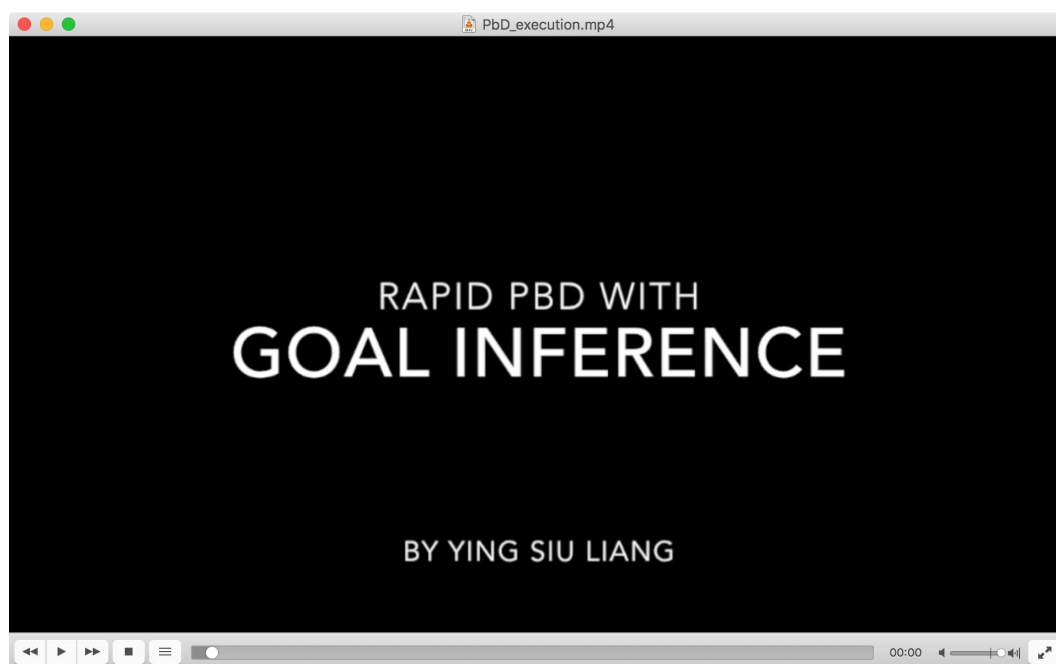 PbD_execution.mp4
RAPID PBD WITH
GOAL INFERENCE
BY YING SIU LIANG
00:00